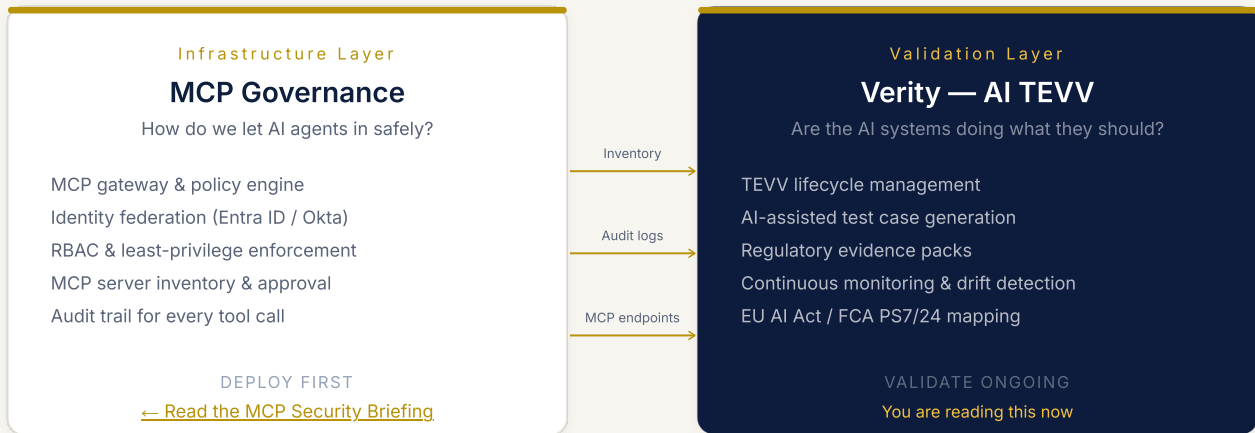 Infrastructure Layer
MCP Governance
How do we let AI agents in safely?
MCP gateway & policy engine
Identity federation (Entra ID / Okta)
RBAC & least-privilege enforcement
MCP server inventory & approval
Audit trail for every tool call
DEPLOY FIRST
← Read the MCP Security Briefing
Inventory
Audit logs
MCP endpoints
Validation Layer
Verity — AI TEVV
Are the AI systems doing what they should?
TEVV lifecycle management
AI-assisted test case generation
Regulatory evidence packs
Continuous monitoring & drift detection
EU AI Act / FCA PS7/24 mapping
VALIDATE ONGOING
You are reading this now